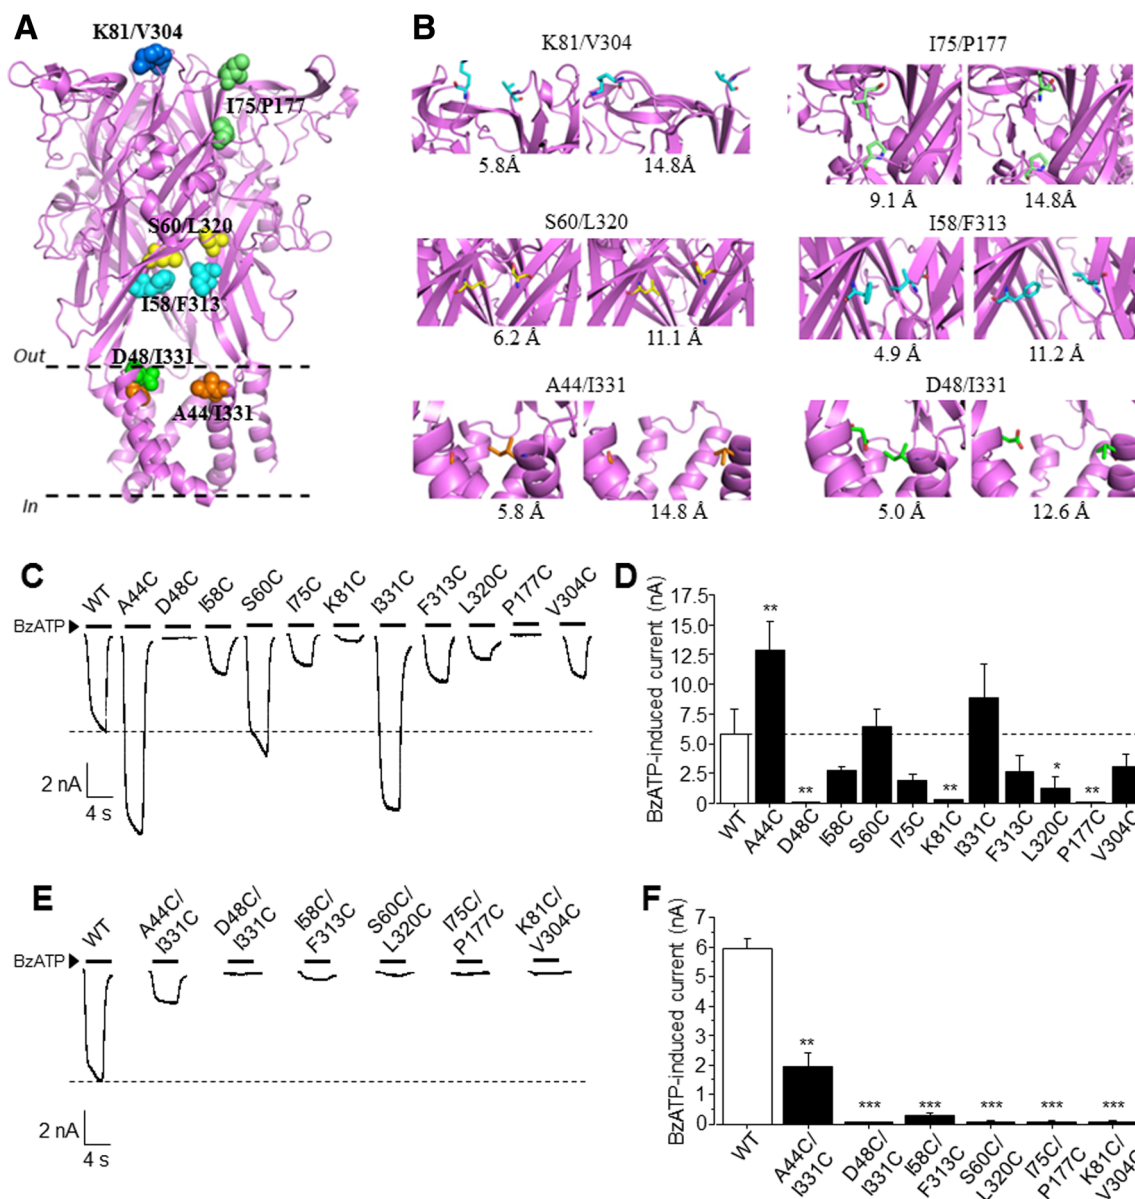 A
K81/V304
I75/P177
S60/L320
I58/F313
Out
D48/I331
A44/I331
In
B
K81/V304
5.8Å
14.8Å
I75/P177
9.1 Å
14.8Å
S60/L320
6.2 Å
11.1 Å
I58/F313
4.9 Å
11.2 Å
A44/I331
5.8 Å
14.8 Å
D48/I331
5.0 Å
12.6 Å
C
WT
A44C
D48C
I58C
S60C
I75C
K81C
I331C
F313C
L320C
P177C
V304C
BzATP
2 nA
4 s
D
BzATP-induced current (nA)
17.5
15.0
12.5
10.0
7.5
5.0
2.5
0
**
**
**
*
**
WT
A44C
D48C
I58C
S60C
I75C
K81C
I331C
F313C
L320C
P177C
V304C
E
WT
A44C/
I331C
D48C/
I331C
I58C/
F313C
S60C/
L320C
I75C/
P177C
K81C/
V304C
BzATP
2 nA
4 s
F
BzATP-induced current (nA)
7
6
5
4
3
2
1
0
**
***
***
***
***
***
WT
A44C/
I331C
D48C/
I331C
I58C/
F313C
S60C/
L320C
I75C/
P177C
K81C/
V304C